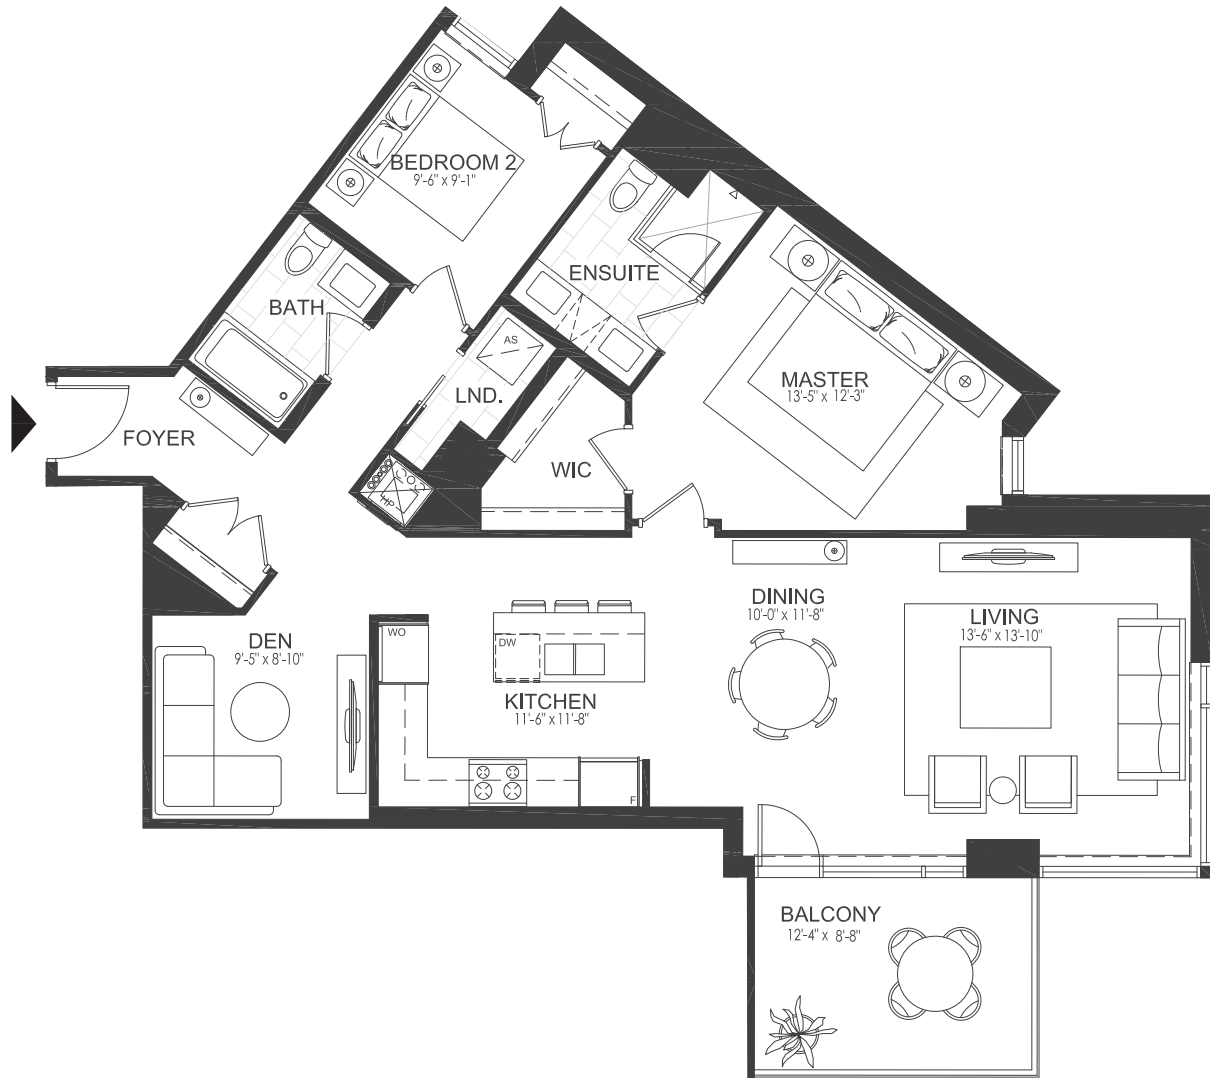 BEDROOM 2
9'-6" x 9'-1"
ENSUITE
BATH
AS
LND.
MASTER
13'-5" x 12'-3"
FOYER
WIC
HP
DINING
10'-0" x 11'-8"
LIVING
13'-6" x 13'-10"
WO
DW
DEN
9'-5" x 8'-10"
KITCHEN
11'-6" x 11'-8"
F
BALCONY
12'-4" x 8'-8"